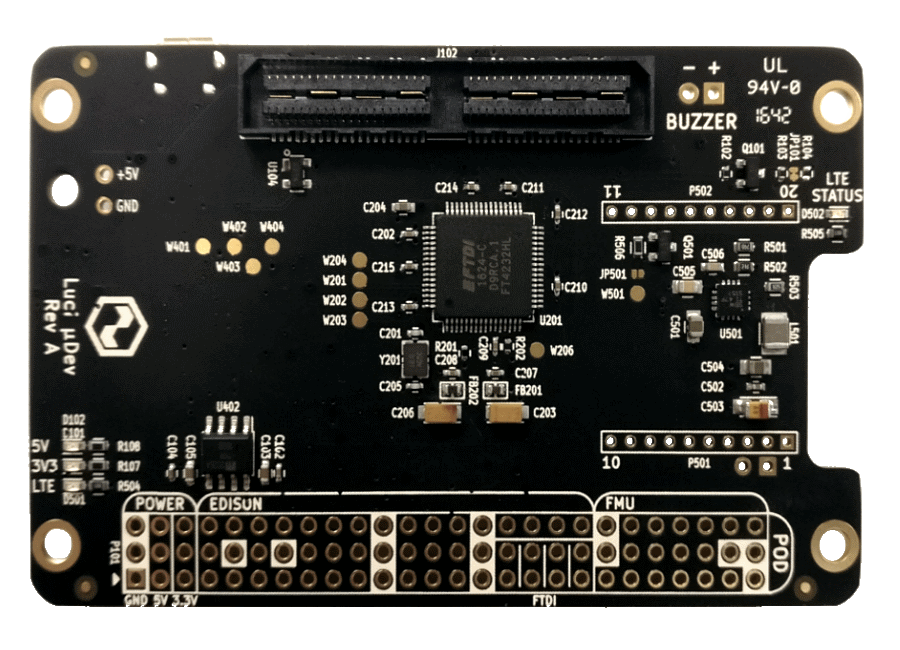 J102
- +
BUZZER
UL
94V-0
1642
R102
Q101
R103
JP101
R104
+5V
GND
U104
C214
C211
C204
C212
C202
C215
C213
C210
W401
W402
W404
W403
W204
W201
W202
W203
FTDI
1624-C
D9RCA.1
FT4232HL
U201
11
P502
20
LTE
STATUS
D502
R505
R506
Q501
R501
C506
R502
JP501
C505
W501
R503
C501
U501
L501
C504
C502
C503
Luci µDev
Rev A
C201
Y201
C205
R201
C208
C209
R202
W206
C207
FB202
FB201
C206
C203
U402
D102
C101
5V
R108
3V3
R107
LTE
R504
D501
C104
C105
C103
C102
10
P501
1
POWER
EDISON
FMU
P101
POD
GND 5V 3.3V
FTDI